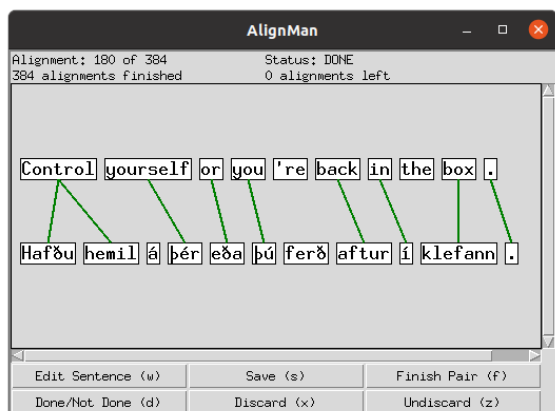 AlignMan
Alignment: 180 of 384 Status: DONE
384 alignments finished 0 alignments left
Control yourself or you 're back in the box .
Hafðu hemil á þér eða þú ferð aftur í klefann .
Edit Sentence (w) Save (s) Finish Pair (f)
Done/Not Done (d) Discard (x) Undiscard (z)